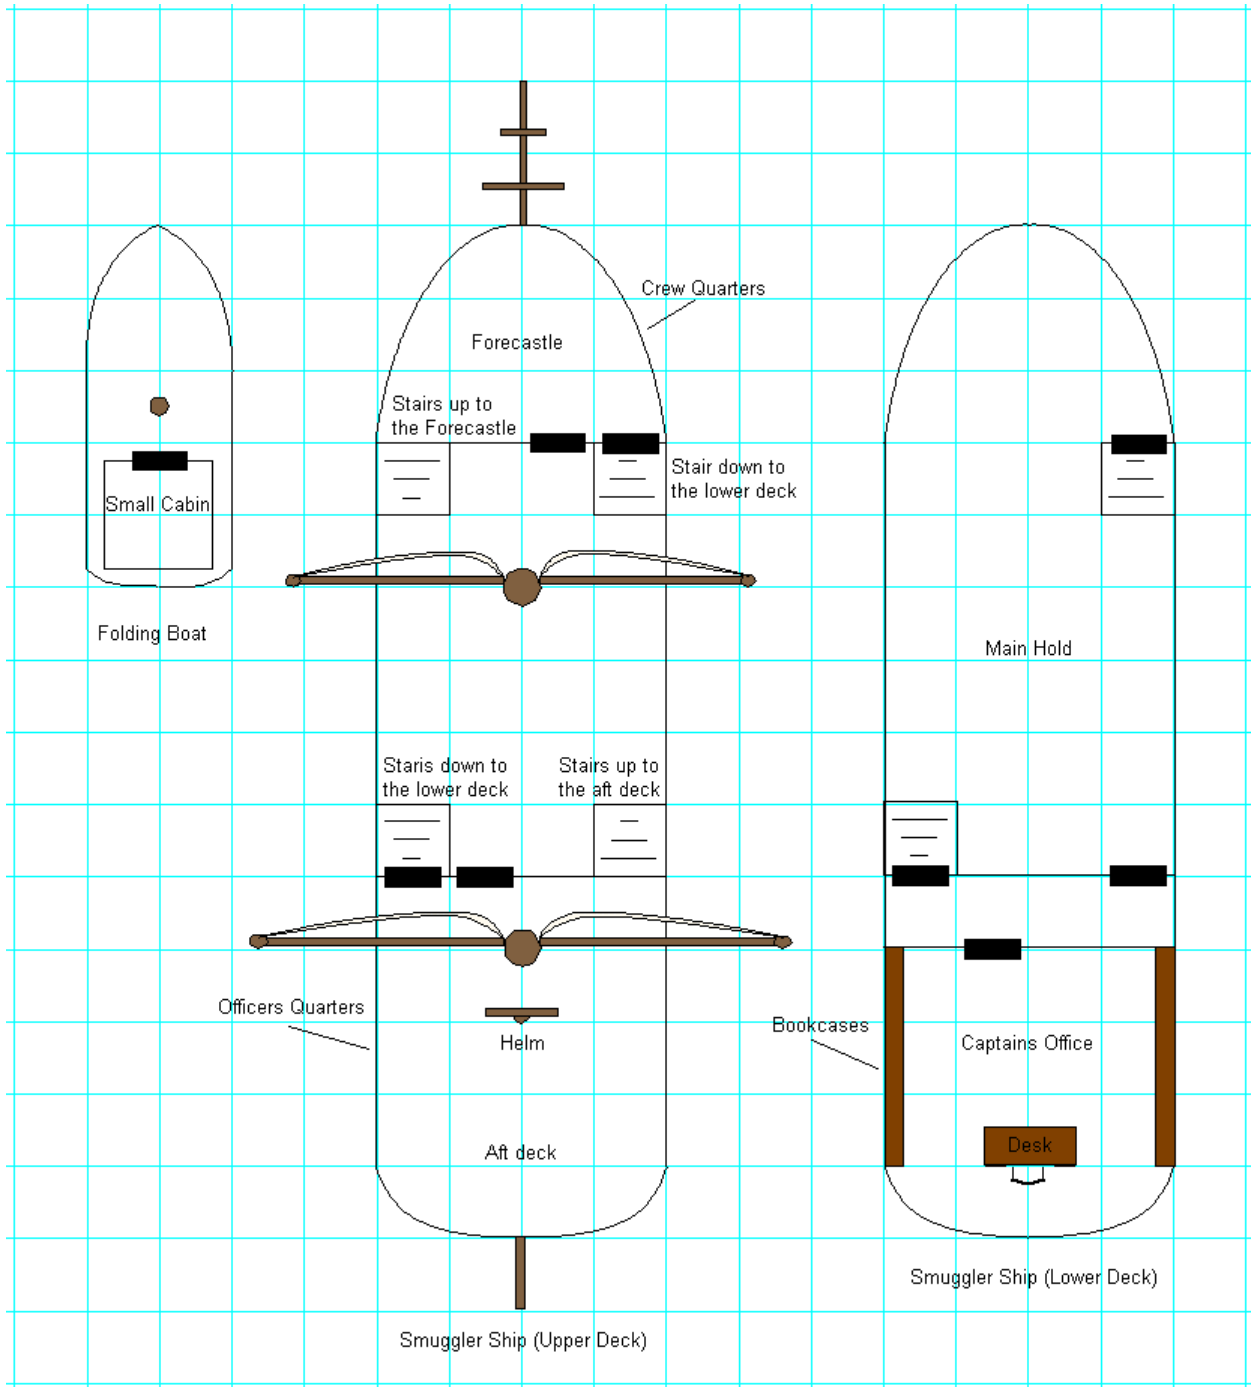 Crew Quarters
Forecastle
Stairs up to
the Forecastle
Stair down to
the lower deck
Small Cabin
Folding Boat
Main Hold
Staris down to
the lower deck
Stairs up to
the aft deck
Officers Quarters
Helm
Bookcases
Captains Office
Aft deck
Desk
Smuggler Ship (Lower Deck)
Smuggler Ship (Upper Deck)